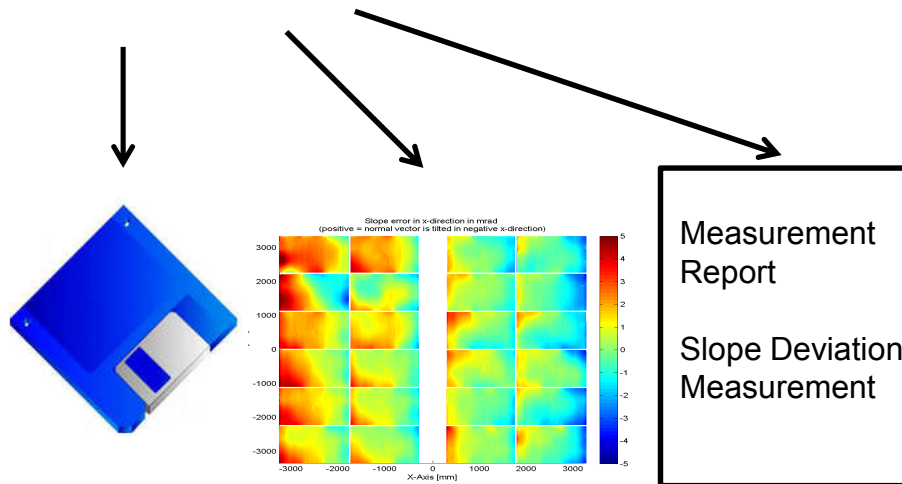 Slope error in x-direction in mrad
(positive = normal vector is tilted in negative x-direction)
3000
2000
1000
0
-1000
-2000
-3000
-3000 -2000 -1000 0 1000 2000 3000
X-Axis [mm]
5
4
3
2
1
0
-1
-2
-3
-4
-5
Measurement
Report
Slope Deviation
Measurement